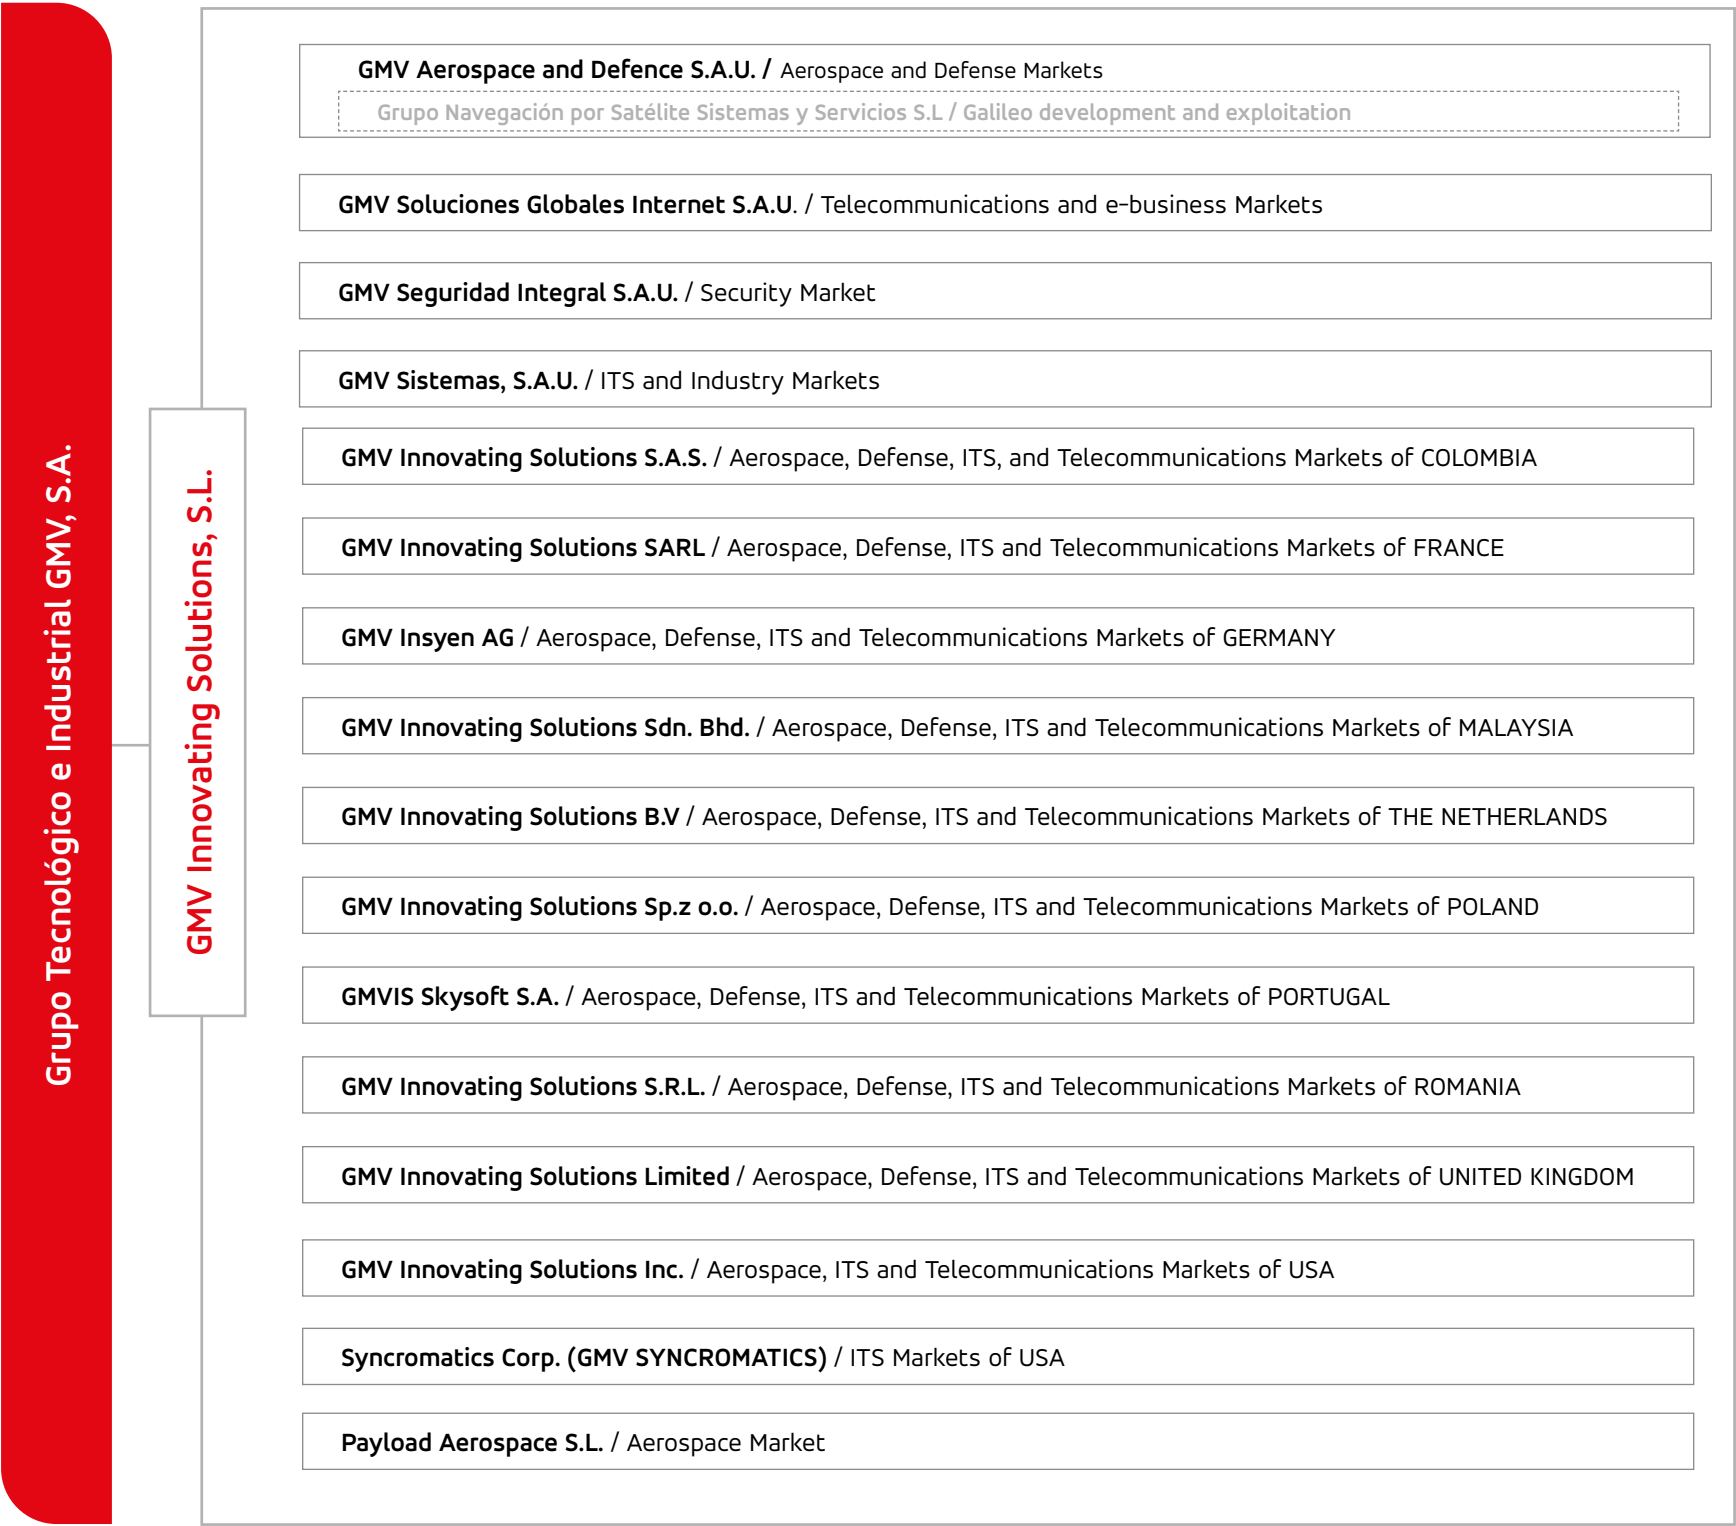 Grupo Tecnológico e Industrial GMV, S.A.
GMV Innovating Solutions, S.L.
GMV Aerospace and Defence S.A.U. / Aerospace and Defense Markets
Grupo Navegación por Satélite Sistemas y Servicios S.L / Galileo development and exploitation
GMV Soluciones Globales Internet S.A.U. / Telecommunications and e-business Markets
GMV Seguridad Integral S.A.U. / Security Market
GMV Sistemas, S.A.U. / ITS and Industry Markets
GMV Innovating Solutions S.A.S. / Aerospace, Defense, ITS, and Telecommunications Markets of COLOMBIA
GMV Innovating Solutions SARL / Aerospace, Defense, ITS and Telecommunications Markets of FRANCE
GMV Insyen AG / Aerospace, Defense, ITS and Telecommunications Markets of GERMANY
GMV Innovating Solutions Sdn. Bhd. / Aerospace, Defense, ITS and Telecommunications Markets of MALAYSIA
GMV Innovating Solutions B.V / Aerospace, Defense, ITS and Telecommunications Markets of THE NETHERLANDS
GMV Innovating Solutions Sp.z o.o. / Aerospace, Defense, ITS and Telecommunications Markets of POLAND
GMVIS Skysoft S.A. / Aerospace, Defense, ITS and Telecommunications Markets of PORTUGAL
GMV Innovating Solutions S.R.L. / Aerospace, Defense, ITS and Telecommunications Markets of ROMANIA
GMV Innovating Solutions Limited / Aerospace, Defense, ITS and Telecommunications Markets of UNITED KINGDOM
GMV Innovating Solutions Inc. / Aerospace, ITS and Telecommunications Markets of USA
Syncromatics Corp. (GMV SYNCROMATICS) / ITS Markets of USA
Payload Aerospace S.L. / Aerospace Market